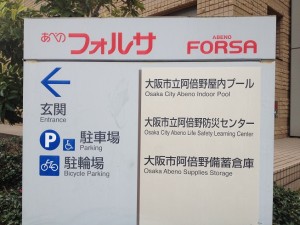 あべの
フォルサ
ABENO
FORSA
玄関
Entrance
P
駐車場
Parking
駐輪場
Bicycle Parking
大阪市立阿倍野屋内プール
Osaka City Abeno Indoor Pool
大阪市立阿倍野防災センター
Osaka City Abeno Life Safety Learning Center
大阪市阿倍野備蓄倉庫
Osaka Abeno Supplies Storage